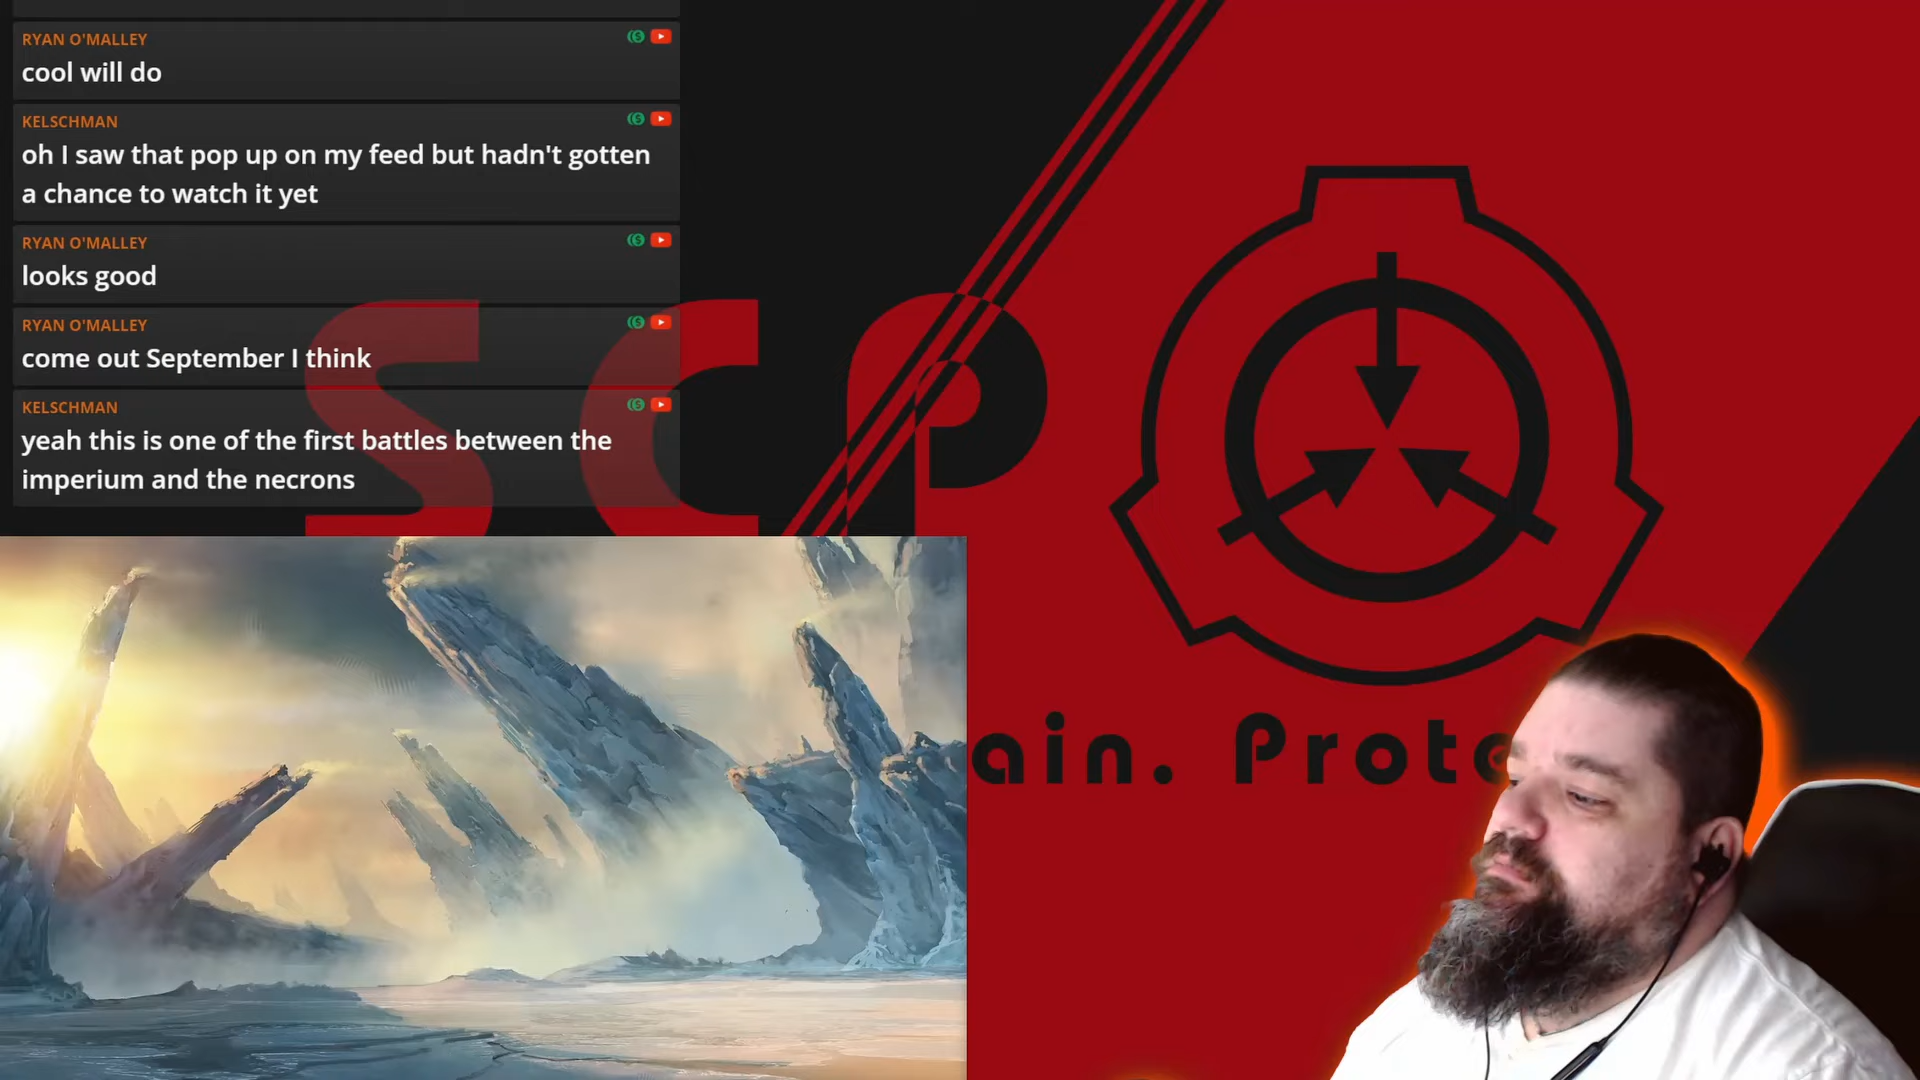 RYAN O'MALLEY
cool will do
KELSCHMAN
oh I saw that pop up on my feed but hadn't gotten
a chance to watch it yet
RYAN O'MALLEY
looks good
RYAN O'MALLEY
come out September I think
KELSCHMAN
yeah this is one of the first battles between the
imperium and the necrons
SCP
ain. Prote